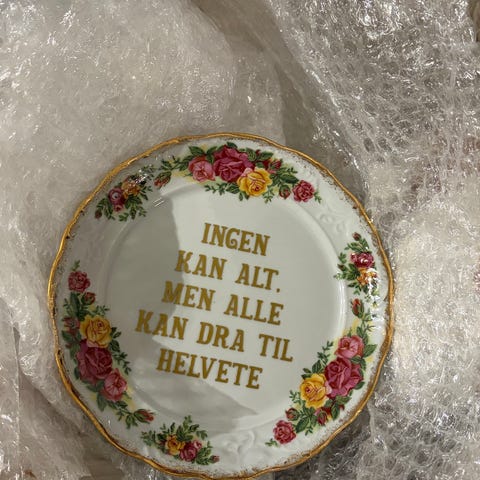 INGEN
KAN ALT,
MEN ALLE
KAN DRA TIL
HELVETE